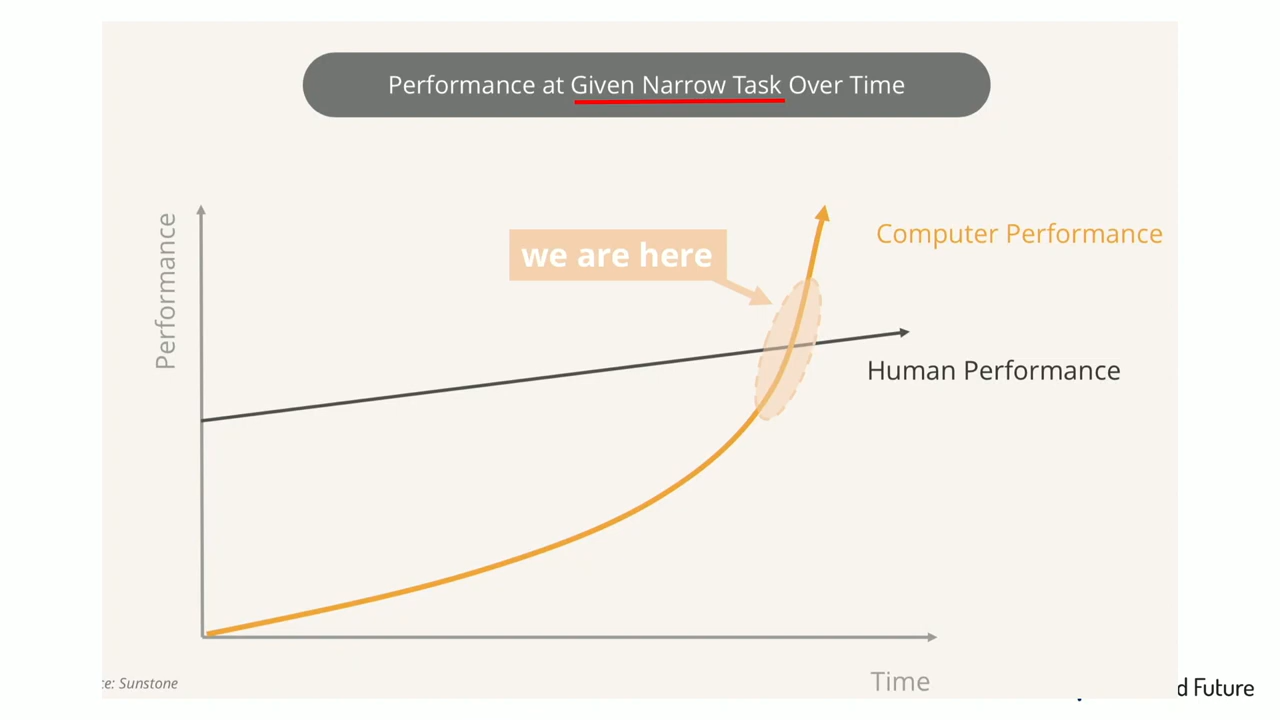 Performance at Given Narrow Task Over Time
Performance
we are here
Computer Performance
Human Performance
Time
Sunstone
Future